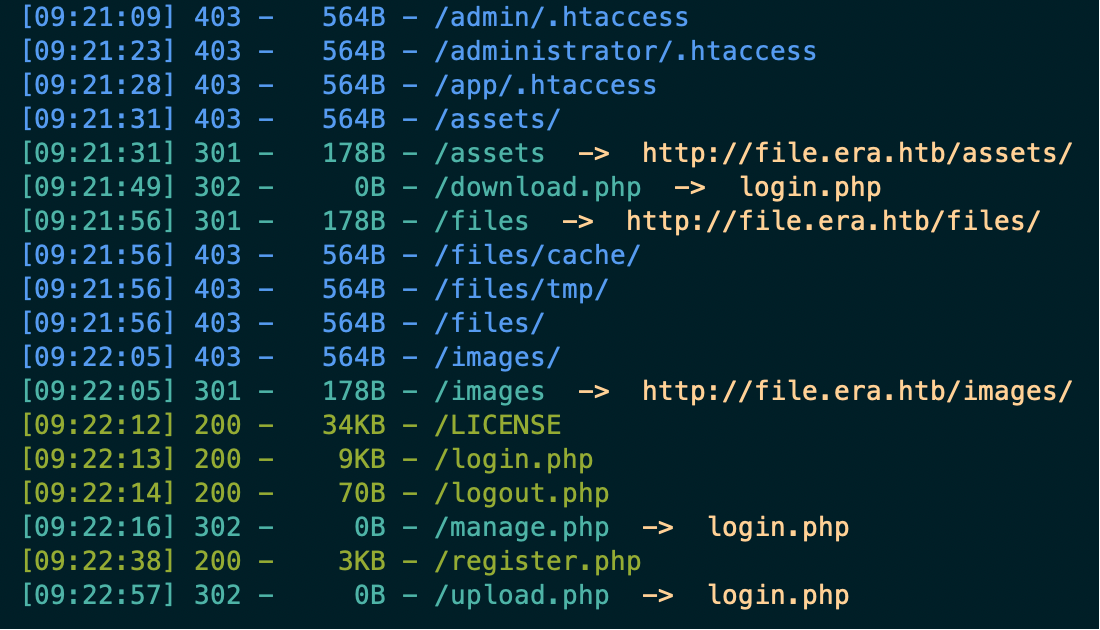 [09:21:09] 403 -   564B - /admin/.htaccess
[09:21:23] 403 -   564B - /administrator/.htaccess
[09:21:28] 403 -   564B - /app/.htaccess
[09:21:31] 403 -   564B - /assets/
[09:21:31] 301 -   178B - /assets  ->  http://file.era.htb/assets/
[09:21:49] 302 -     0B - /download.php  ->  login.php
[09:21:56] 301 -   178B - /files  ->  http://file.era.htb/files/
[09:21:56] 403 -   564B - /files/cache/
[09:21:56] 403 -   564B - /files/tmp/
[09:21:56] 403 -   564B - /files/
[09:22:05] 403 -   564B - /images/
[09:22:05] 301 -   178B - /images  ->  http://file.era.htb/images/
[09:22:12] 200 -   34KB - /LICENSE
[09:22:13] 200 -    9KB - /login.php
[09:22:14] 200 -    70B - /logout.php
[09:22:16] 302 -     0B - /manage.php  ->  login.php
[09:22:38] 200 -    3KB - /register.php
[09:22:57] 302 -     0B - /upload.php  ->  login.php